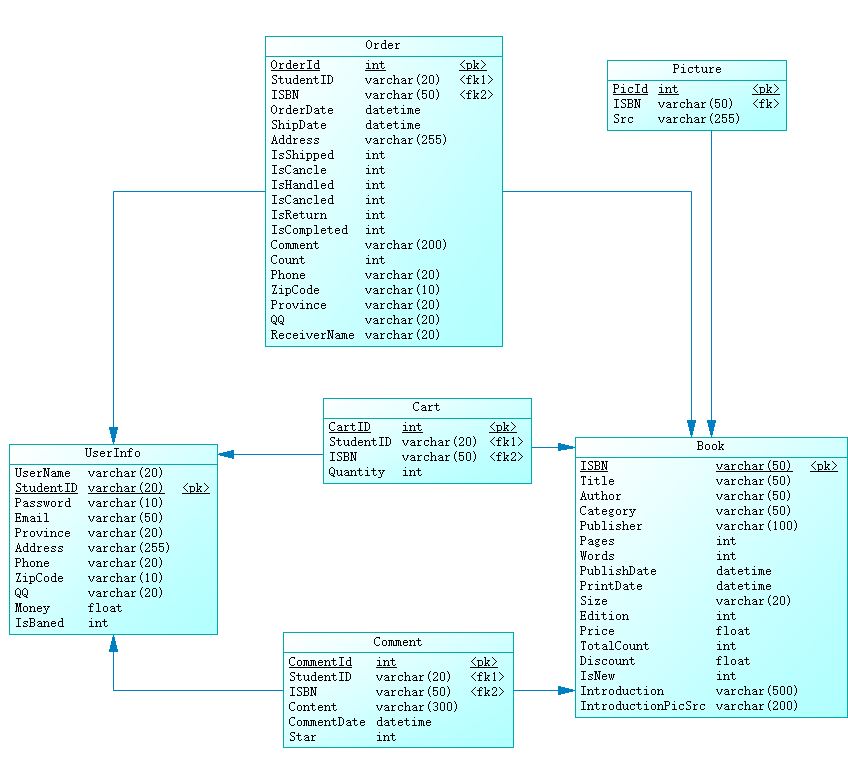 Order
OrderId int <pk>
StudentID varchar(20) <fk1>
ISBN varchar(50) <fk2>
OrderDate datetime
ShipDate datetime
Address varchar(255)
IsShipped int
IsCancle int
IsHandled int
IsCancled int
IsReturn int
IsCompleted int
Comment varchar(200)
Count int
Phone varchar(20)
ZipCode varchar(10)
Province varchar(20)
QQ varchar(20)
ReceiverName varchar(20)
Picture
PicId int <pk>
ISBN varchar(50) <fk>
Src varchar(255)
Cart
CartID int <pk>
StudentID varchar(20) <fk1>
ISBN varchar(50) <fk2>
Quantity int
UserInfo
UserName varchar(20)
StudentID varchar(20) <pk>
Password varchar(10)
Email varchar(50)
Province varchar(20)
Address varchar(255)
Phone varchar(20)
ZipCode varchar(10)
QQ varchar(20)
Money float
IsBaned int
Book
ISBN varchar(50) <pk>
Title varchar(50)
Author varchar(50)
Category varchar(50)
Publisher varchar(100)
Pages int
Words int
PublishDate datetime
PrintDate datetime
Size varchar(20)
Edition int
Price float
TotalCount int
Discount float
IsNew int
Introduction varchar(500)
IntroductionPicSrc varchar(200)
Comment
CommentId int <pk>
StudentID varchar(20) <fk1>
ISBN varchar(50) <fk2>
Content varchar(300)
CommentDate datetime
Star int